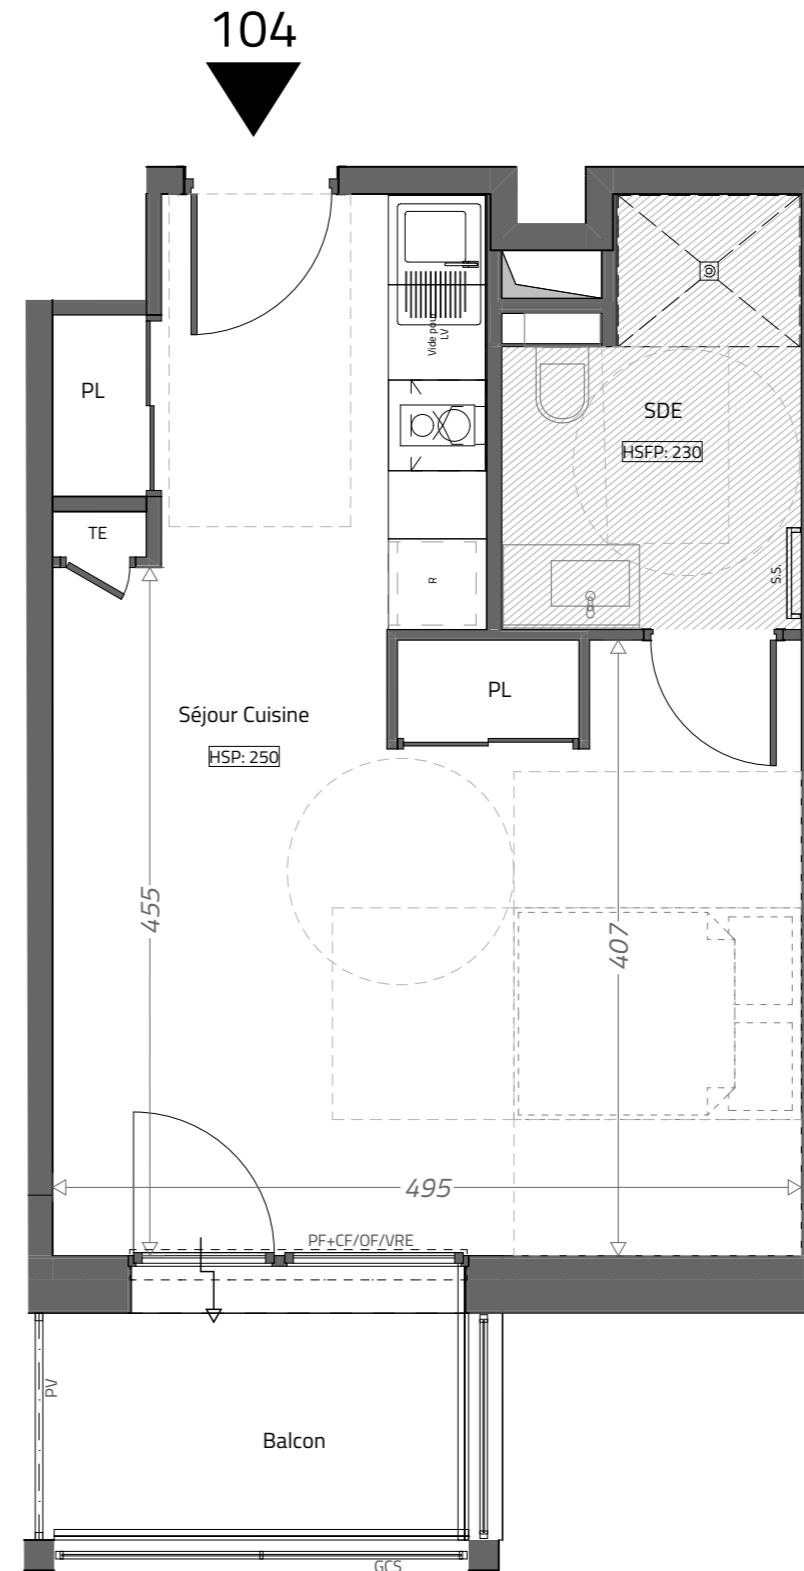 104
PL
Vide pour
LV
SDE
HSFP: 230
TE
S.S.
R
PL
Séjour Cuisine
HSP: 250
455
407
495
PF+CF/OF/VRE
PV
Balcon
GCS